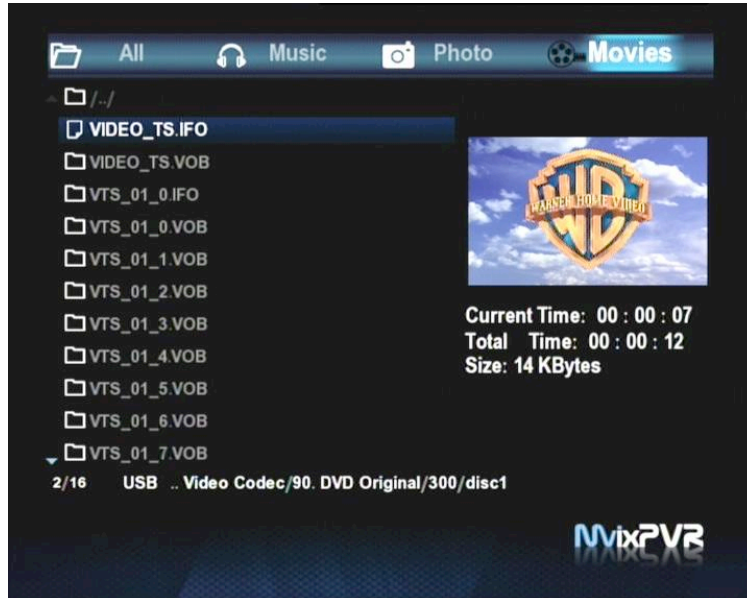 All Music Photo Movies
/../
VIDEO_TS.IFO
VIDEO_TS.VOB
VTS_01_0.IFO
VTS_01_0.VOB
VTS_01_1.VOB
VTS_01_2.VOB
VTS_01_3.VOB
VTS_01_4.VOB
VTS_01_5.VOB
VTS_01_6.VOB
VTS_01_7.VOB
WB
WARNER HOME VIDEO
Current Time: 00 : 00 : 07
Total Time: 00 : 00 : 12
Size: 14 KBytes
2/16 USB .. Video Codec/90. DVD Original/300/disc1
MvixPVR